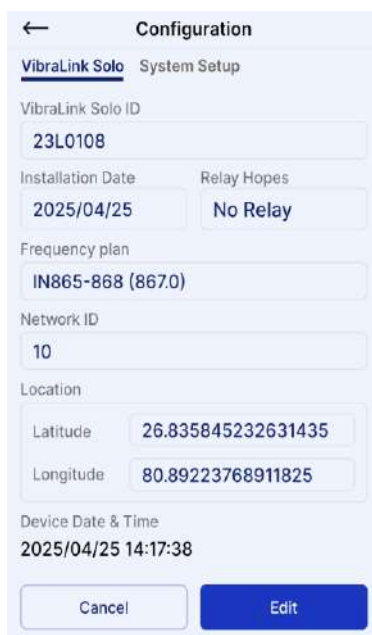 Configuration
VibraLink Solo System Setup
VibraLink Solo ID
23L0108
Installation Date Relay Hopes
2025/04/25 No Relay
Frequency plan
IN865-868 (867.0)
Network ID
10
Location
Latitude 26.835845232631435
Longitude 80.89223768911825
Device Date & Time
2025/04/25 14:17:38
Cancel Edit